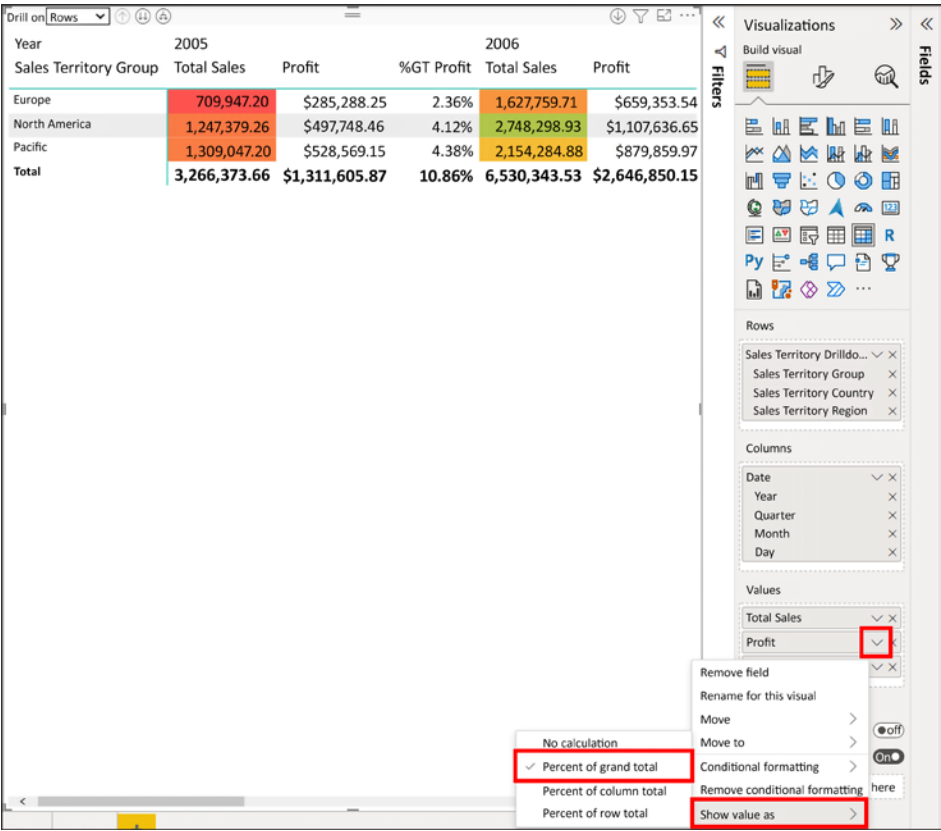 Drill on Rows
Year 2005 2006
Sales Territory Group Total Sales Profit %GT Profit Total Sales Profit
Europe 709,947.20 $285,288.25 2.36% 1,627,759.71 $659,353.54
North America 1,247,379.26 $497,748.46 4.12% 2,748,298.93 $1,107,636.65
Pacific 1,309,047.20 $528,569.15 4.38% 2,154,284.88 $879,859.97
Total 3,266,373.66 $1,311,605.87 10.86% 6,530,343.53 $2,646,850.15
Filters
Visualizations
Build visual
123
R
Py
Rows
Sales Territory Drilldo...
Sales Territory Group
Sales Territory Country
Sales Territory Region
Columns
Date
Year
Quarter
Month
Day
Values
Total Sales
Profit
Remove field
Rename for this visual
Move
Move to
Conditional formatting
Remove conditional formatting
Show value as
No calculation
Percent of grand total
Percent of column total
Percent of row total
off
On
here
Fields